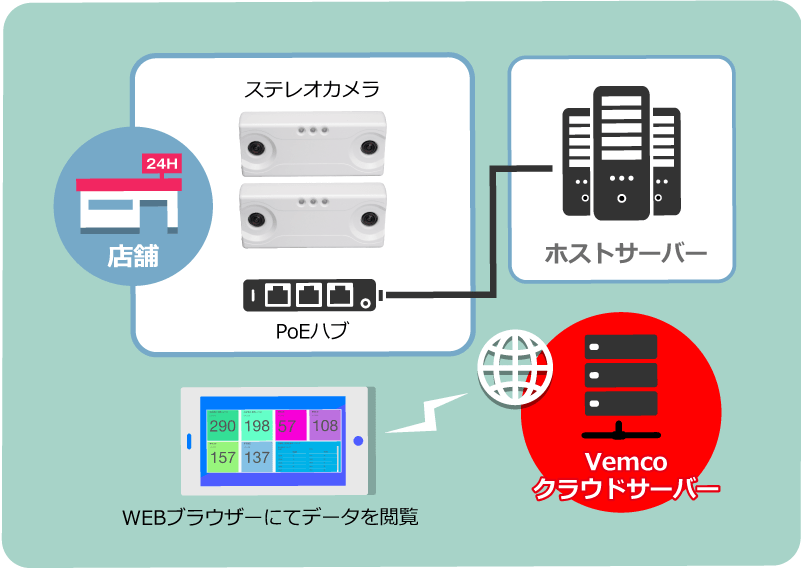 ステレオカメラ
24H
店舗
PoEハブ
ホストサーバー
290 198 57 108
157 137
Vemco
クラウドサーバー
WEBブラウザーにてデータを閲覧